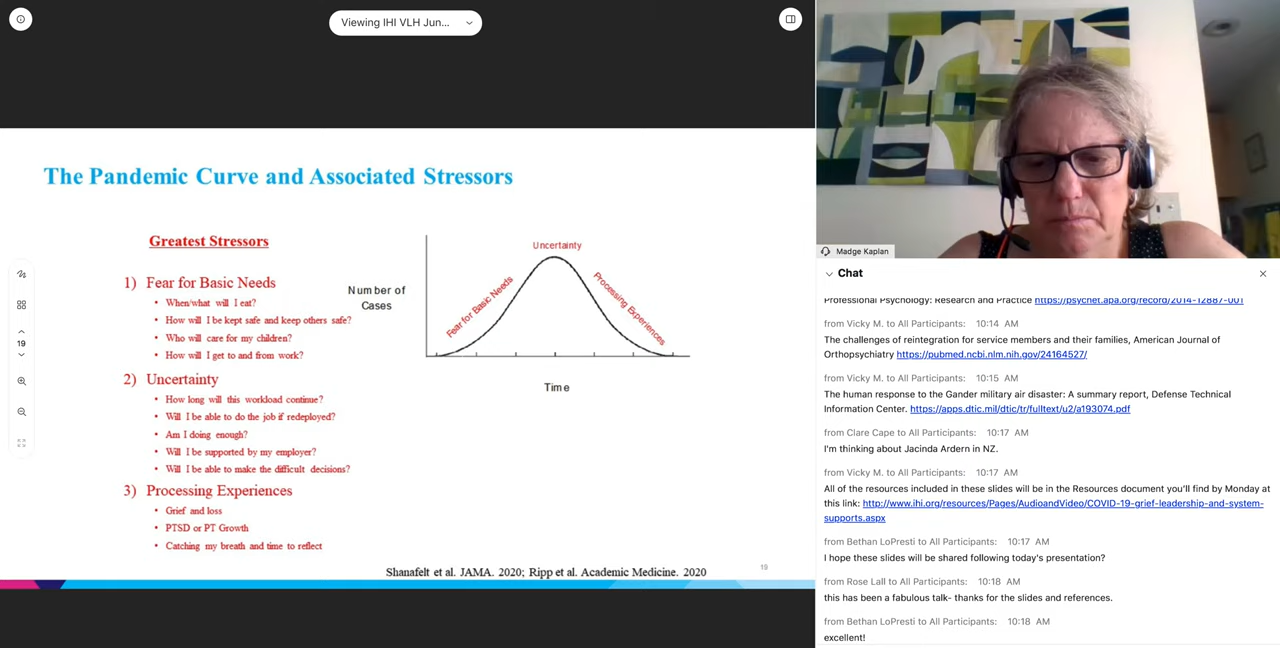 Viewing IHI VLH Jun...
The Pandemic Curve and Associated Stressors
Greatest Stressors
1) Fear for Basic Needs
• When/what will I eat?
• How will I be kept safe and keep others safe?
• Who will care for my children?
• How will I get to and from work?
2) Uncertainty
• How long will this workload continue?
• Will I be able to do the job if redeployed?
• Am I doing enough?
• Will I be supported by my employer?
• Will I be able to make the difficult decisions?
3) Processing Experiences
• Grief and loss
• PTSD or PT Growth
• Catching my breath and time to reflect
Number of
Cases
Fear for Basic Needs
Uncertainty
Processing Experiences
Time
Shanafelt et al. JAMA. 2020; Ripp et al. Academic Medicine. 2020
19
19
Madge Kaplan
Chat
Professional Psychology: Research and Practice https://psycnet.apa.org/record/2014-12887-001
from Vicky M. to All Participants: 10:14 AM
The challenges of reintegration for service members and their families, American Journal of
Orthopsychiatry https://pubmed.ncbi.nlm.nih.gov/24164527/
from Vicky M. to All Participants: 10:15 AM
The human response to the Gander military air disaster: A summary report, Defense Technical
Information Center. https://apps.dtic.mil/dtic/tr/fulltext/u2/a193074.pdf
from Clare Cape to All Participants: 10:17 AM
I'm thinking about Jacinda Ardern in NZ.
from Vicky M. to All Participants: 10:17 AM
All of the resources included in these slides will be in the Resources document you'll find by Monday at
this link: http://www.ihi.org/resources/Pages/AudioandVideo/COVID-19-grief-leadership-and-system-
supports.aspx
from Bethan LoPresti to All Participants: 10:17 AM
I hope these slides will be shared following today's presentation?
from Rose Lall to All Participants: 10:18 AM
this has been a fabulous talk- thanks for the slides and references.
from Bethan LoPresti to All Participants: 10:18 AM
excellent!